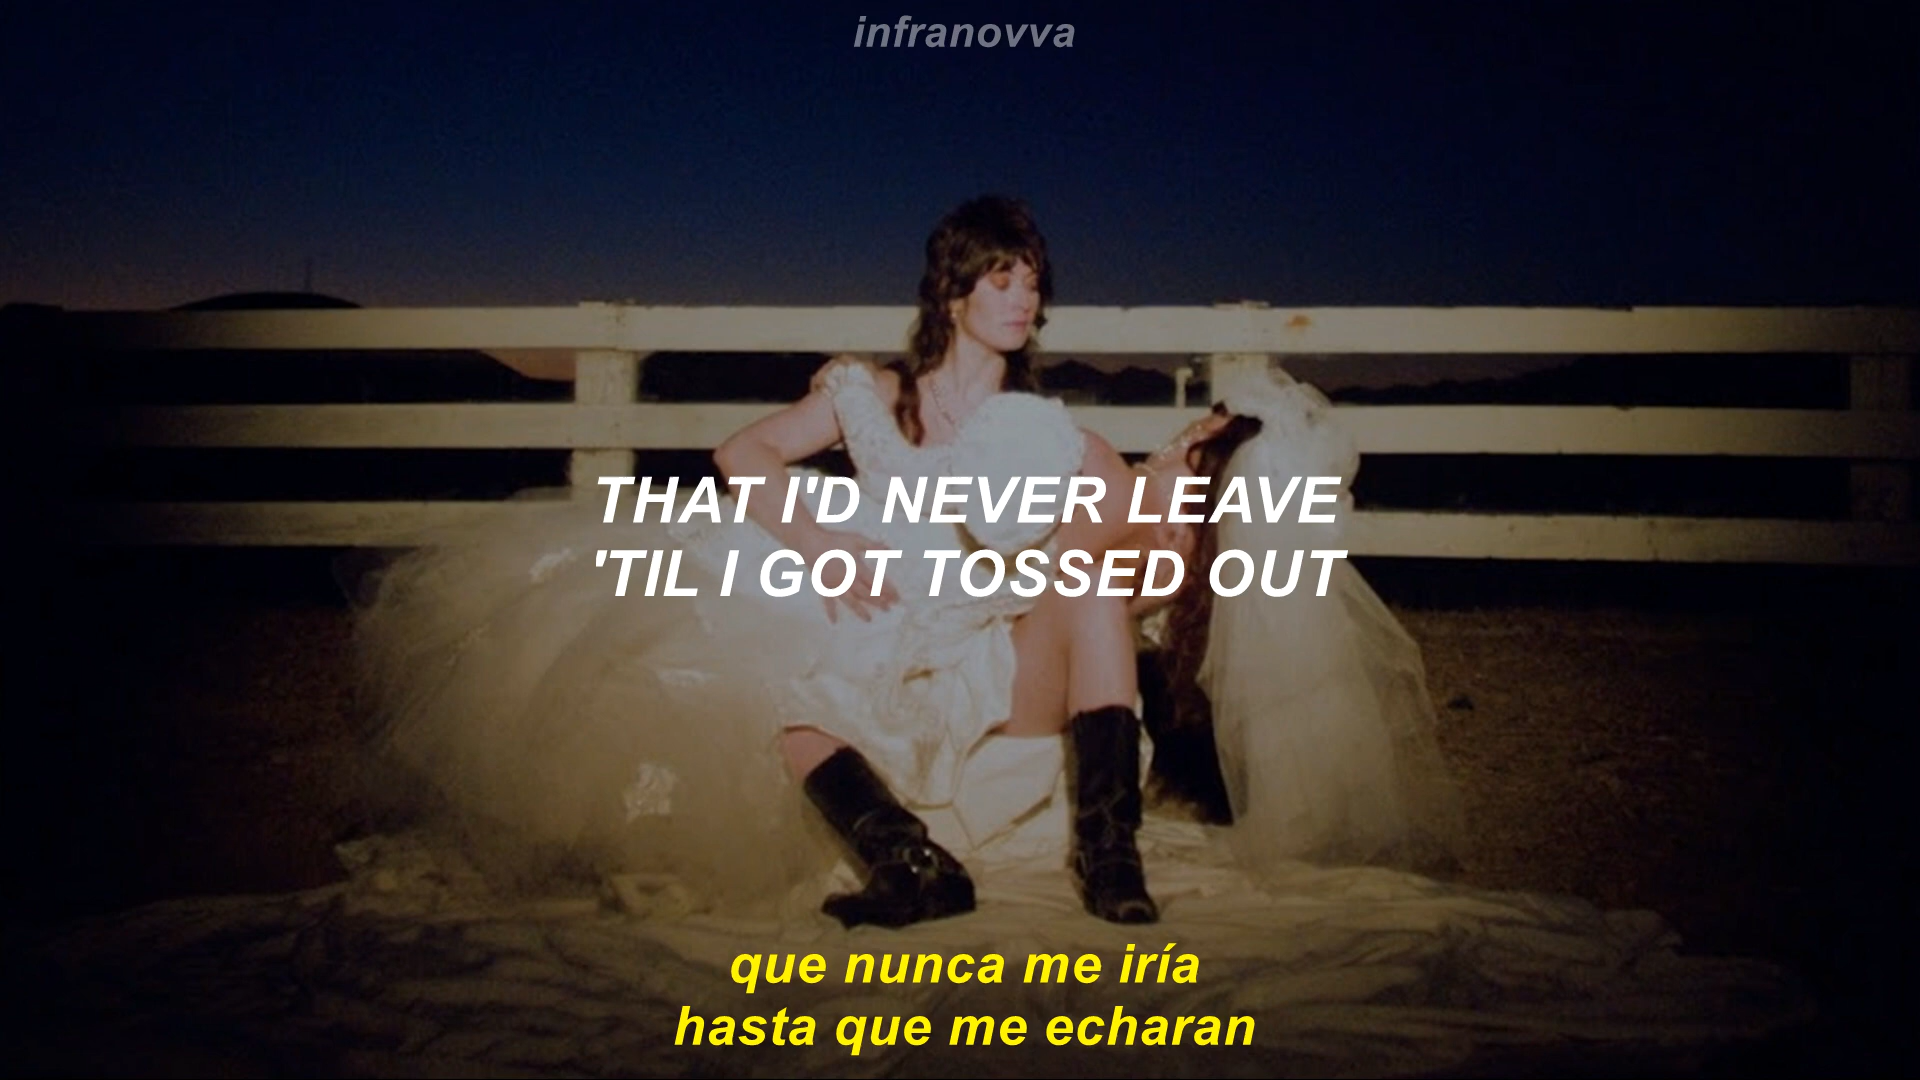 infranovva
THAT I'D NEVER LEAVE
'TIL I GOT TOSSED OUT
que nunca me iría
hasta que me echaran